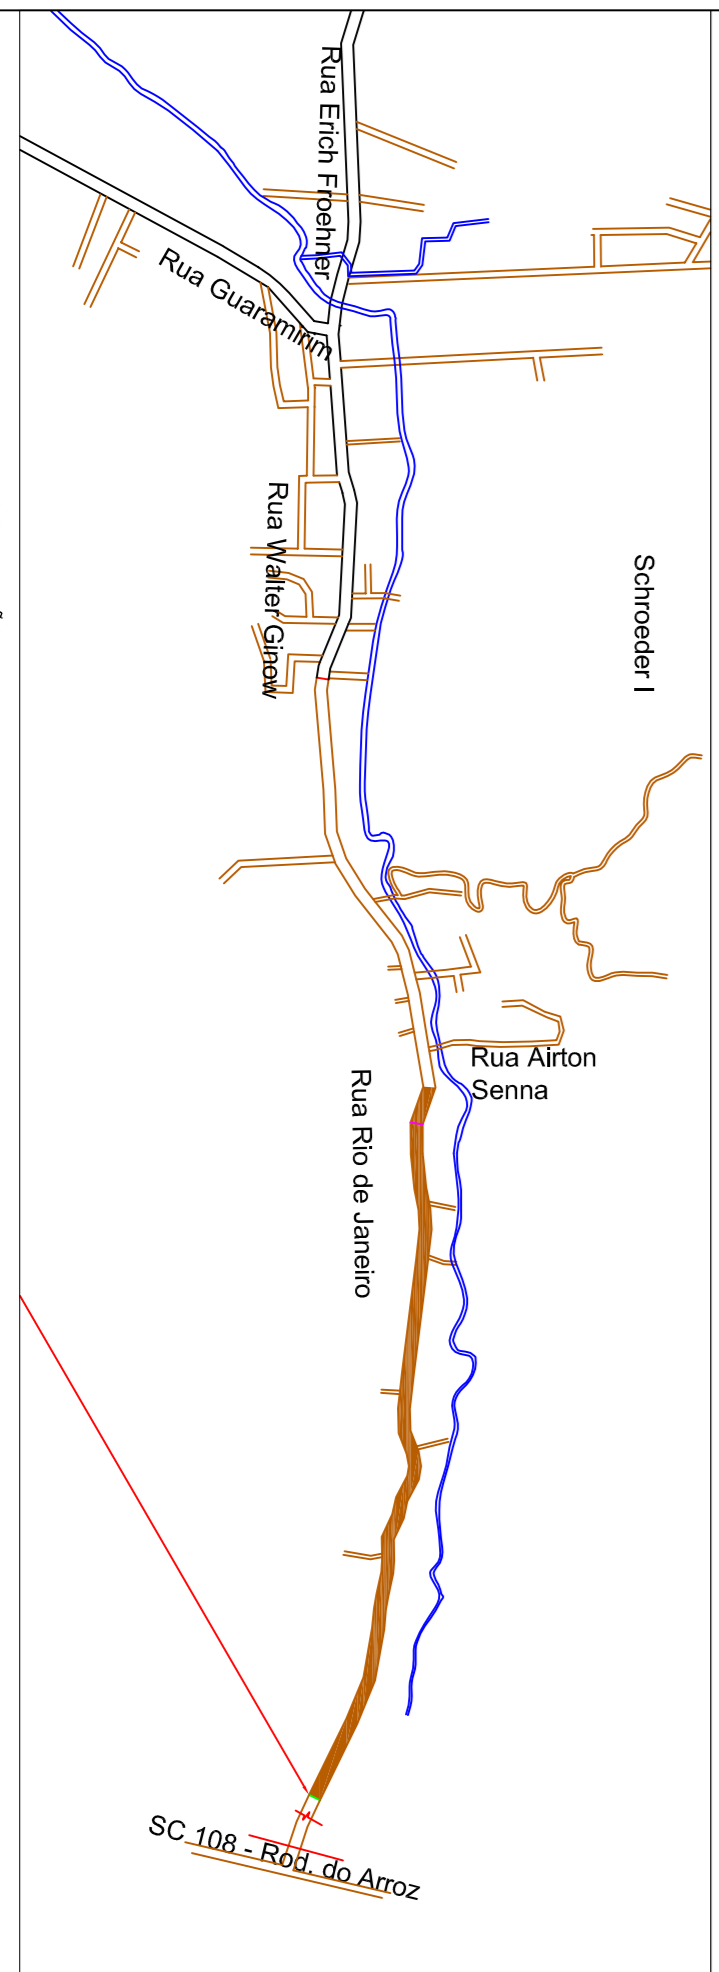 Rua Erich Froehner
Rua Guaramirim
Rua Walter Ginow
Schroeder I
Rua Airton
Senna
Rua Rio de Janeiro
SC 108 - Rod. do Arroz